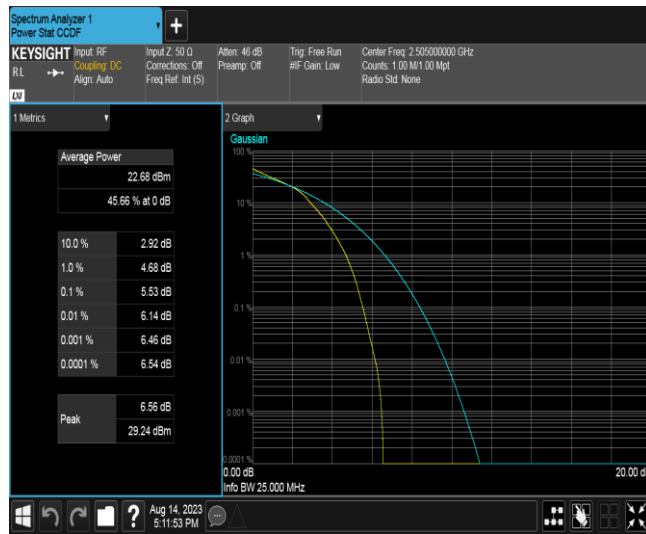 Spectrum Analyzer 1
Power Stat CCDF
KEYSIGHT
RL
LXI
Input: RF
Coupling: DC
Align: Auto
Input Z: 50 Ω
Corrections: Off
Freq Ref: Int (S)
Atten: 46 dB
Preamp: Off
Trig: Free Run
#IF Gain: Low
Center Freq: 2.505000000 GHz
Counts: 1.00 M/1.00 Mpt
Radio Std: None
1 Metrics
Average Power
22.68 dBm
45.66 % at 0 dB
10.0 % 2.92 dB
1.0 % 4.68 dB
0.1 % 5.53 dB
0.01 % 6.14 dB
0.001 % 6.46 dB
0.0001 % 6.54 dB
Peak
6.56 dB
29.24 dBm
2 Graph
Gaussian
100 %
10 %
1 %
0.1 %
0.01 %
0.001 %
0.0001 %
0.00 dB
20.00 d
Info BW 25.000 MHz
?
Aug 14, 2023
5:11:53 PM